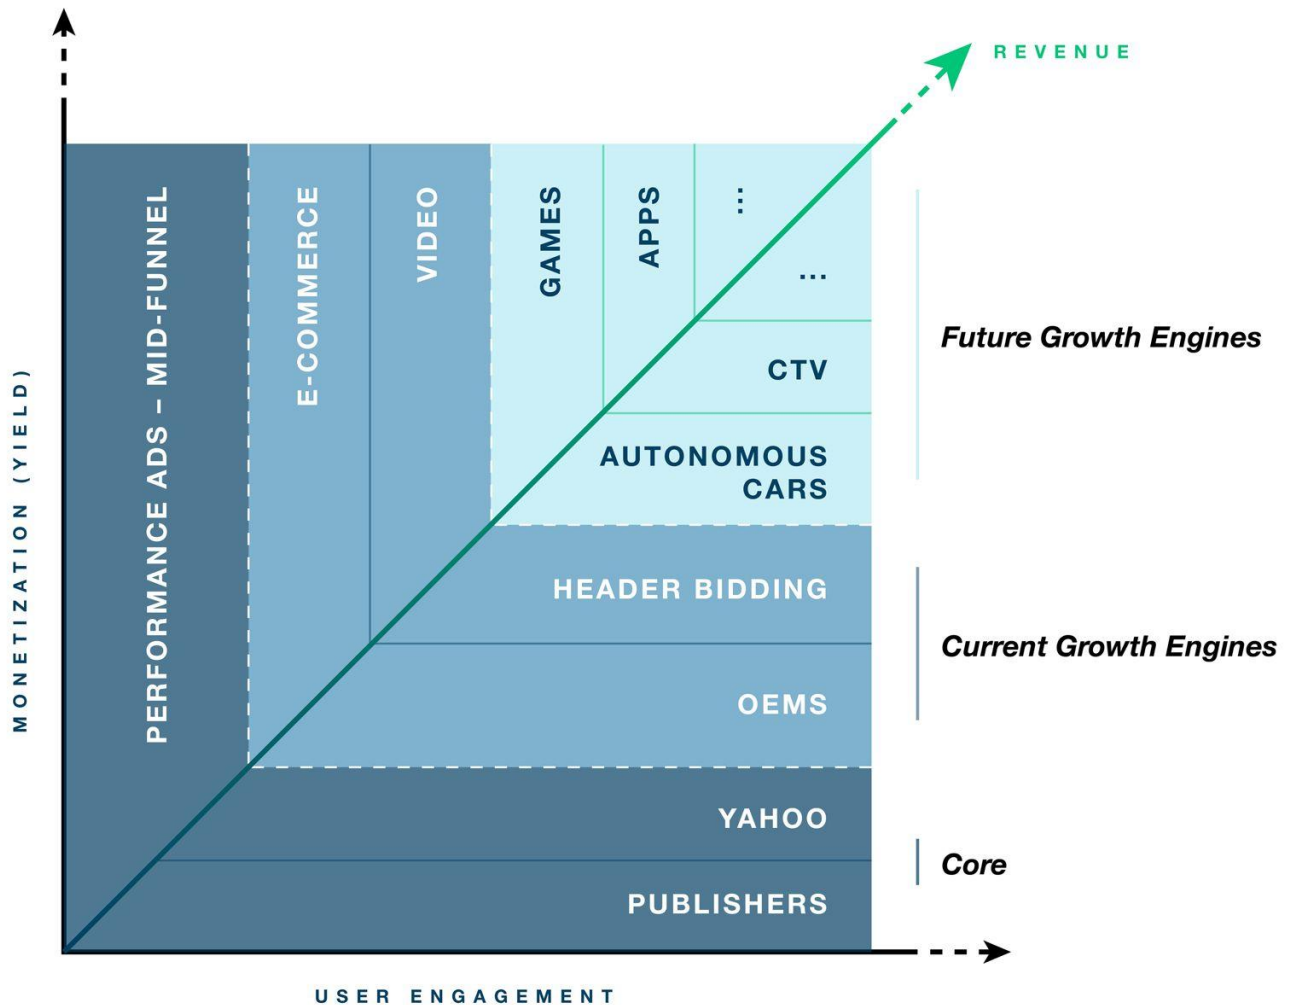 REVENUE
PERFORMANCE ADS – MID-FUNNEL
E-COMMERCE
VIDEO
GAMES
APPS
...
...
CTV
AUTONOMOUS
CARS
HEADER BIDDING
OEMS
YAHOO
PUBLISHERS
Future Growth Engines
Current Growth Engines
Core
MONETIZATION (YIELD)
USER ENGAGEMENT